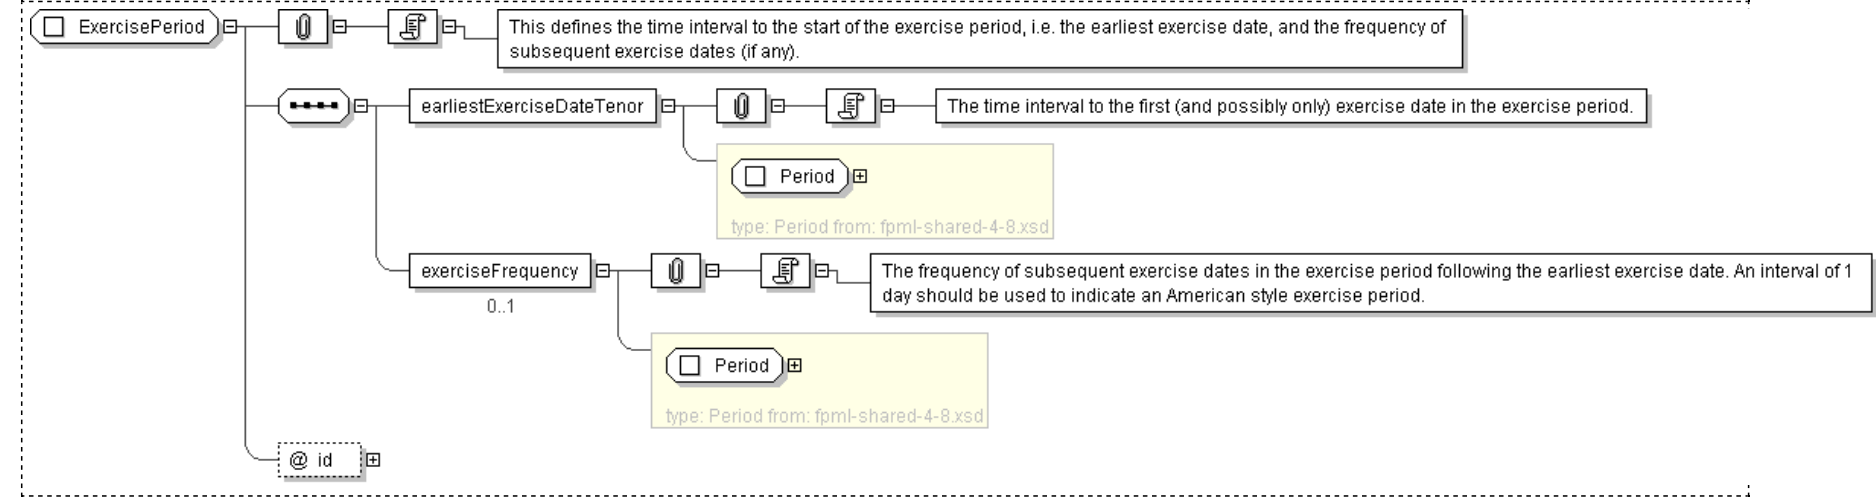 ExercisePeriod
This defines the time interval to the start of the exercise period, i.e. the earliest exercise date, and the frequency of
subsequent exercise dates (if any).
earliestExerciseDateTenor
The time interval to the first (and possibly only) exercise date in the exercise period.
Period
type: Period from: fpml-shared-4-8.xsd
exerciseFrequency
0..1
The frequency of subsequent exercise dates in the exercise period following the earliest exercise date. An interval of 1
day should be used to indicate an American style exercise period.
Period
type: Period from: fpml-shared-4-8.xsd
@ id